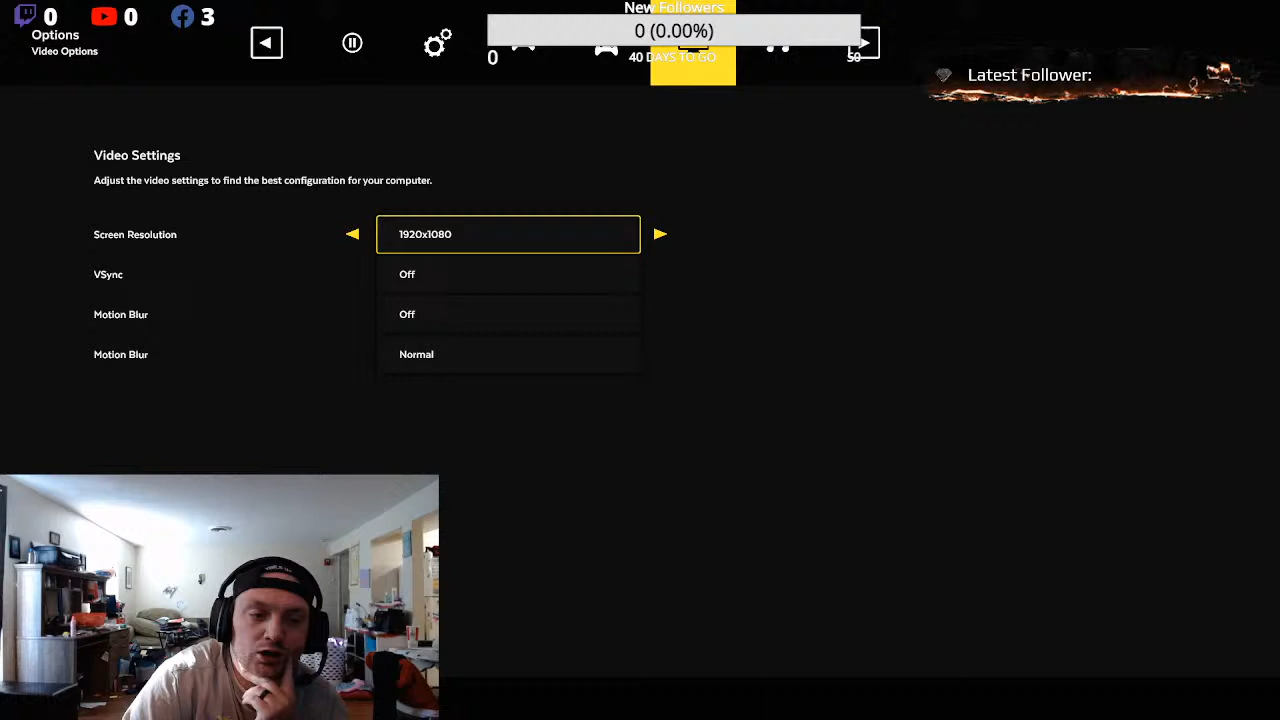 0 0 3
New Followers
0 (0.00%)
0 40 DAYS TO GO 50
Options
Video Options
Latest Follower:
Video Settings
Adjust the video settings to find the best configuration for your computer.
Screen Resolution 1920x1080
VSync Off
Motion Blur Off
Motion Blur Normal